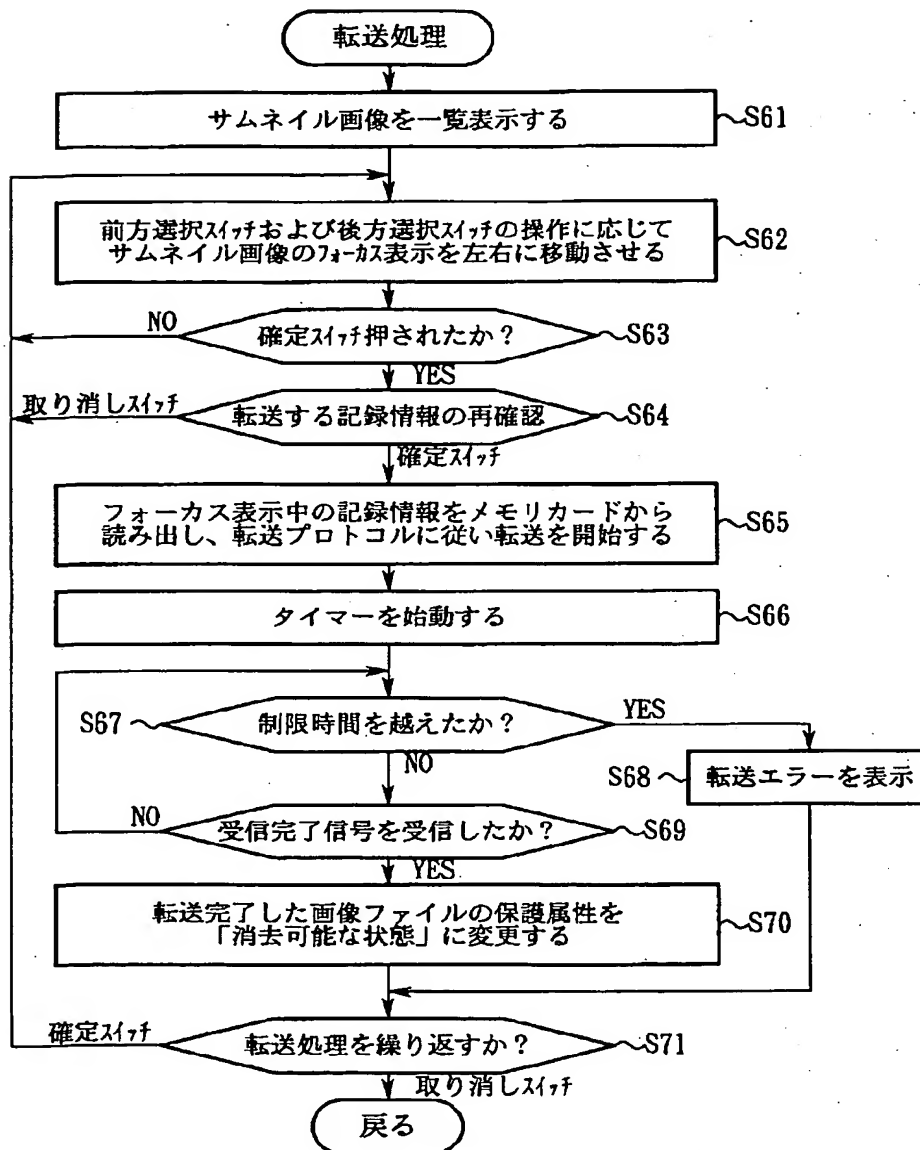 転送処理
サムネイル画像を一覧表示する
S61
前方選択スイッチおよび後方選択スイッチの操作に応じて
サムネイル画像のフォーカス表示を左右に移動させる
S62
NO
確定スイッチ押されたか?
S63
YES
取り消しスイッチ
転送する記録情報の再確認
S64
確定スイッチ
フォーカス表示中の記録情報をメモリカードから
読み出し、転送プロトコルに従い転送を開始する
S65
タイマーを始動する
S66
S67
制限時間を越えたか?
YES
NO
S68
転送エラーを表示
NO
受信完了信号を受信したか?
S69
YES
転送完了した画像ファイルの保護属性を
「消去可能な状態」に変更する
S70
確定スイッチ
転送処理を繰り返すか?
S71
取り消しスイッチ
戻る